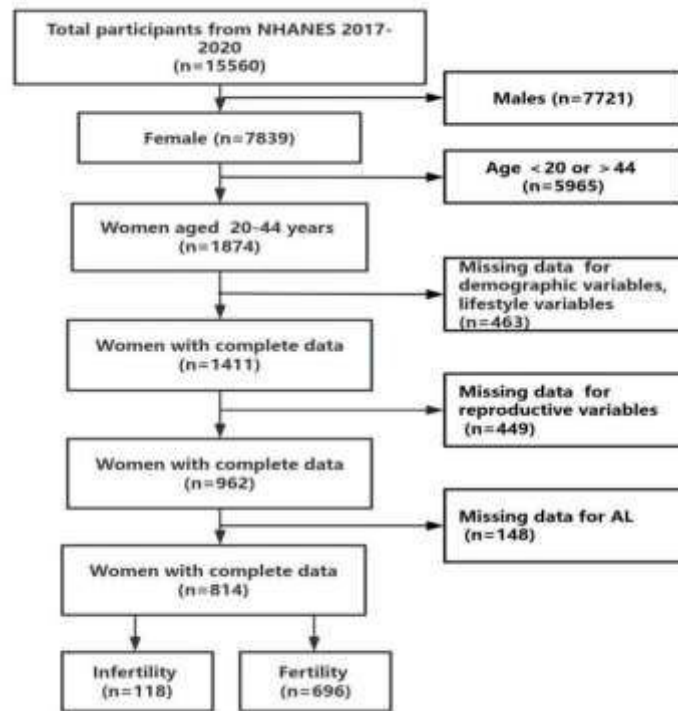 Total participants from NHANES 2017-
2020
(n=15560)
Males (n=7721)
Female (n=7839)
Age <20 or >44
(n=5965)
Women aged 20-44 years
(n=1874)
Missing data for
demographic variables,
lifestyle variables
(n=463)
Women with complete data
(n=1411)
Missing data for
reproductive variables
(n=449)
Women with complete data
(n=962)
Missing data for AL
(n=148)
Women with complete data
(n=814)
Infertility
(n=118)
Fertility
(n=696)